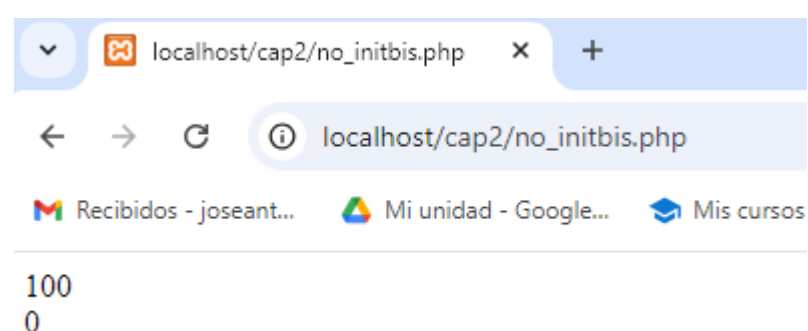 localhost/cap2/no_initbis.php
localhost/cap2/no_initbis.php
Recibidos - joseant... Mi unidad - Google... Mis cursos
100
0